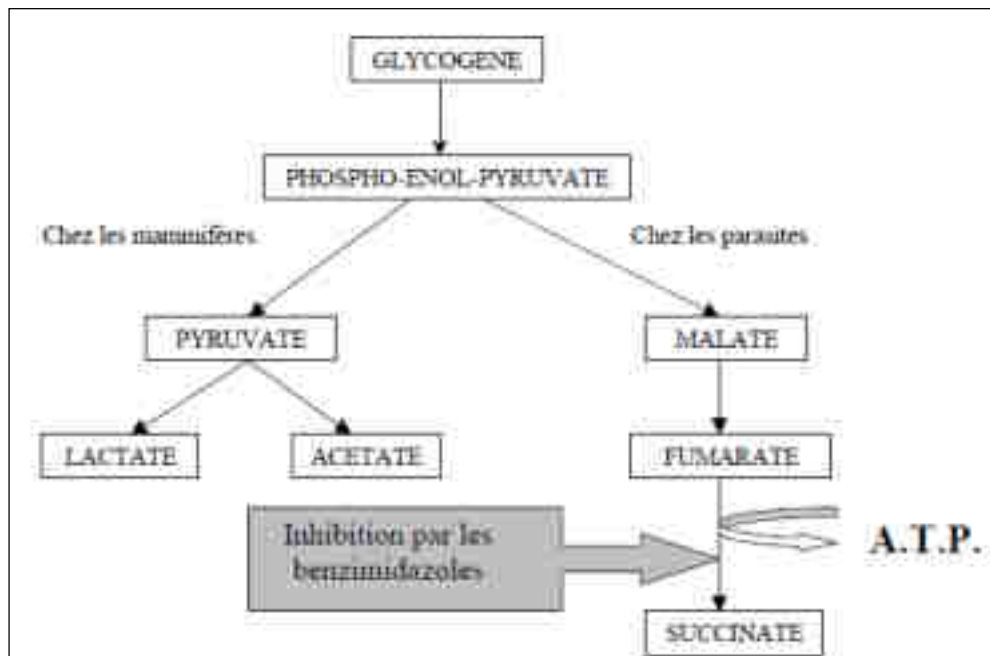 GLYCOGENE
PHOSPHO-ENOL-PYRUVATE
Chez les mammifères
Chez les parasites
PYRUVATE
MALATE
LACTATE
ACETATE
FUMARATE
Inhibition par les
benzimidazoles
A.T.P.
SUCCINATE